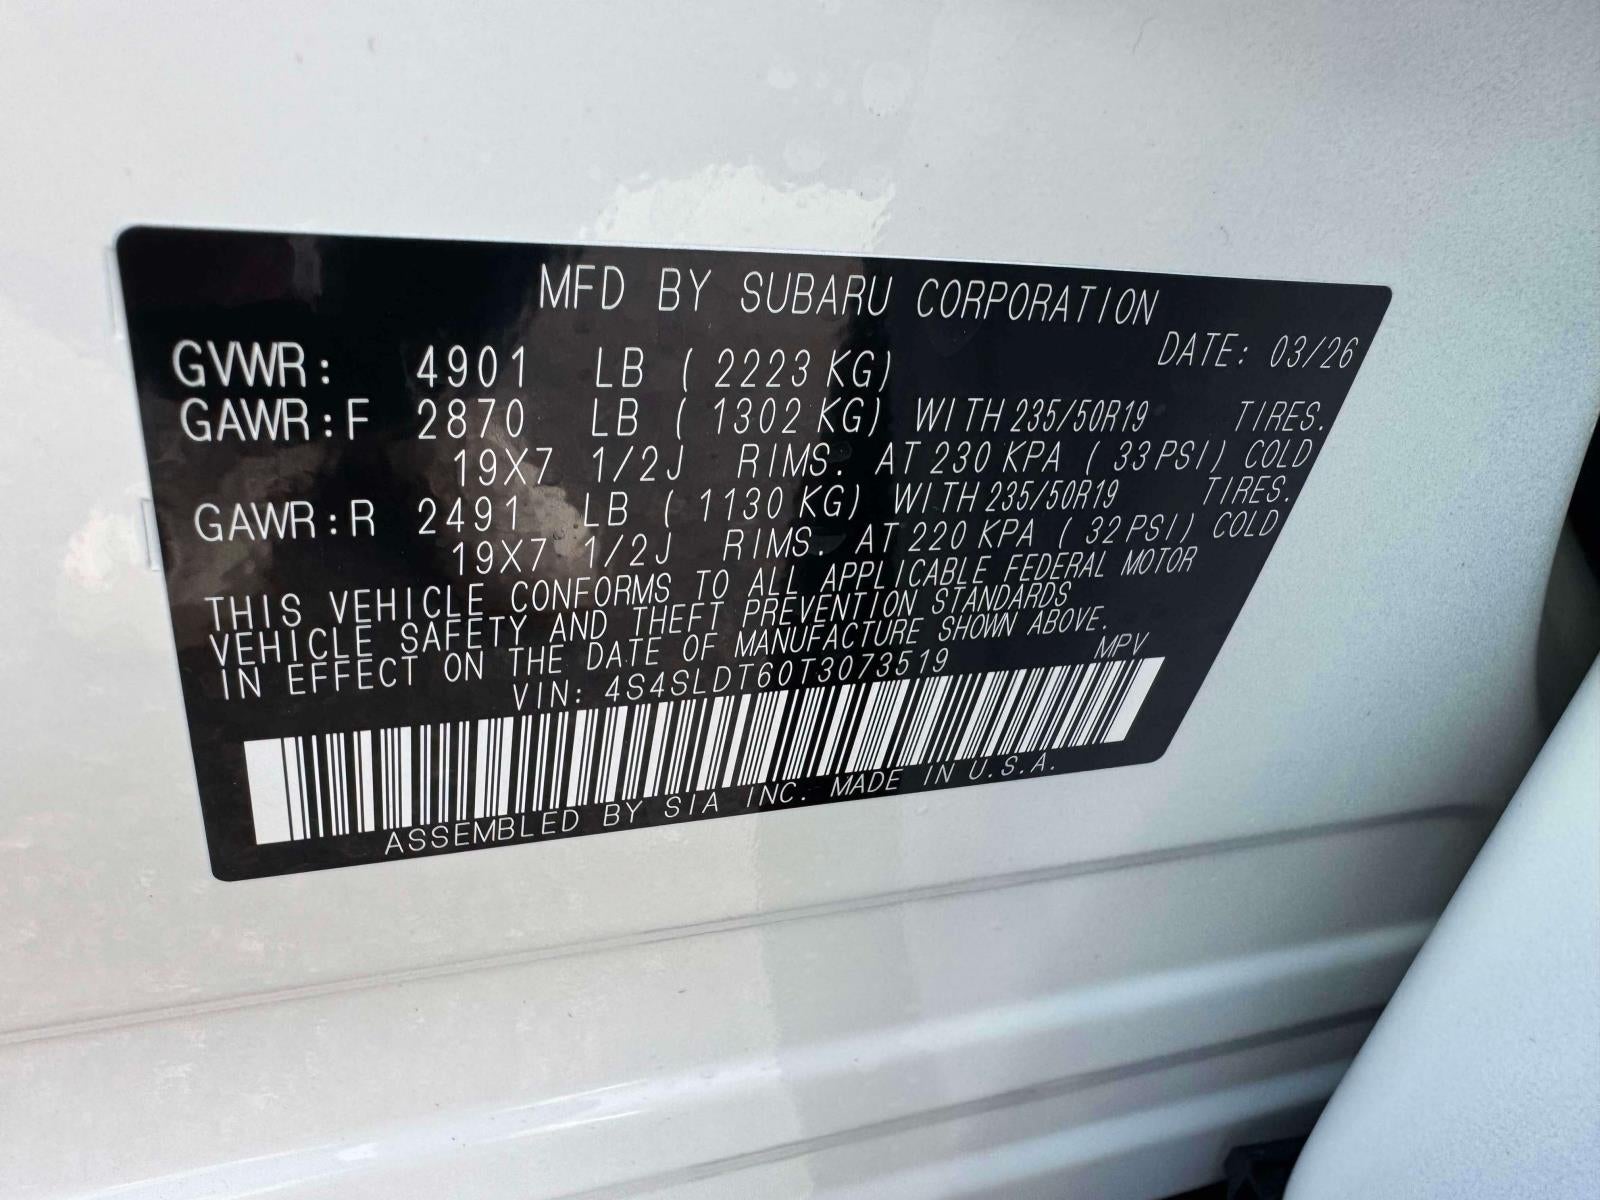 MFD BY SUBARU CORPORATION
DATE: 03/26
GVWR: 4901 LB ( 2223 KG)
GAWR:F 2870 LB ( 1302 KG) WITH 235/50R19 TIRES.
19X7 1/2J RIMS. AT 230 KPA ( 33 PSI) COLD
GAWR:R 2491 LB ( 1130 KG) WITH 235/50R19 TIRES.
19X7 1/2J RIMS. AT 220 KPA ( 32 PSI) COLD
THIS VEHICLE CONFORMS TO ALL APPLICABLE FEDERAL MOTOR
VEHICLE SAFETY AND THEFT PREVENTION STANDARDS
IN EFFECT ON THE DATE OF MANUFACTURE SHOWN ABOVE.
VIN: 4S4SLDT60T3073519 MPV
ASSEMBLED BY SIA INC. MADE IN U.S.A.